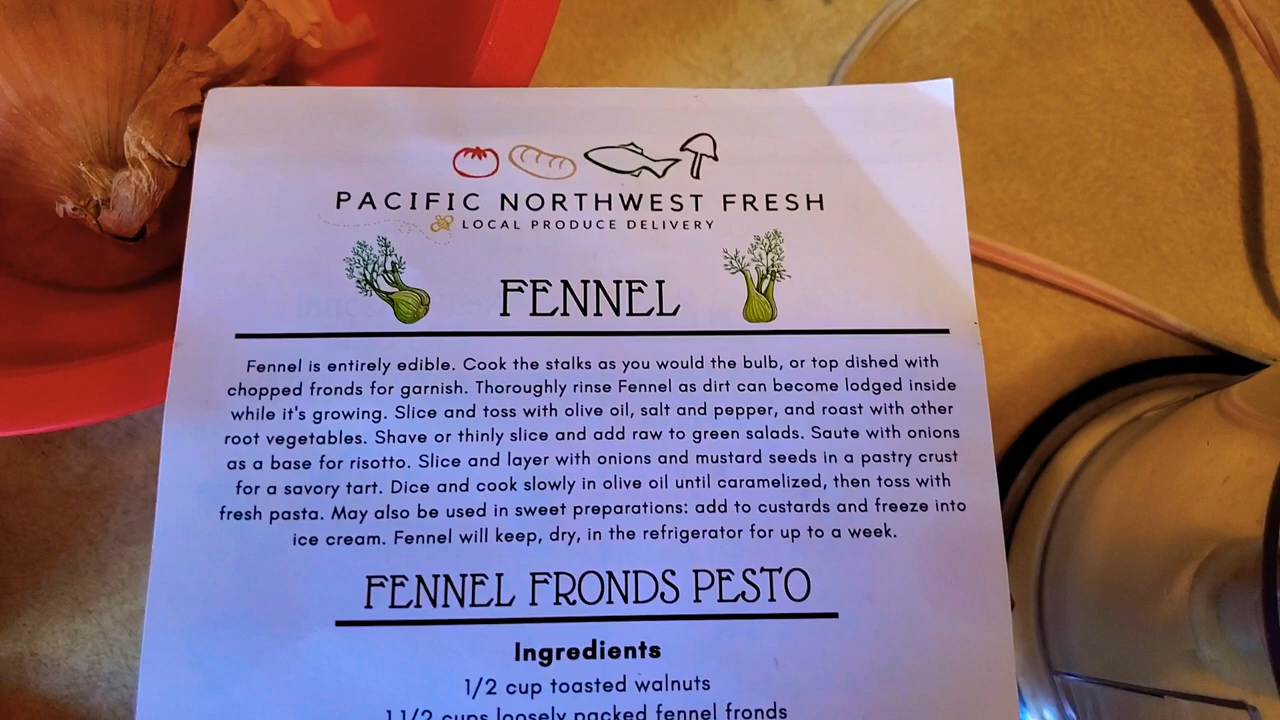 PACIFIC NORTHWEST FRESH
LOCAL PRODUCE DELIVERY
FENNEL
Fennel is entirely edible. Cook the stalks as you would the bulb, or top dished with
chopped fronds for garnish. Thoroughly rinse Fennel as dirt can become lodged inside
while it's growing. Slice and toss with olive oil, salt and pepper, and roast with other
root vegetables. Shave or thinly slice and add raw to green salads. Saute with onions
as a base for risotto. Slice and layer with onions and mustard seeds in a pastry crust
for a savory tart. Dice and cook slowly in olive oil until caramelized, then toss with
fresh pasta. May also be used in sweet preparations: add to custards and freeze into
ice cream. Fennel will keep, dry, in the refrigerator for up to a week.
FENNEL FRONDS PESTO
Ingredients
1/2 cup toasted walnuts
1 1/2 cups loosely packed fennel fronds